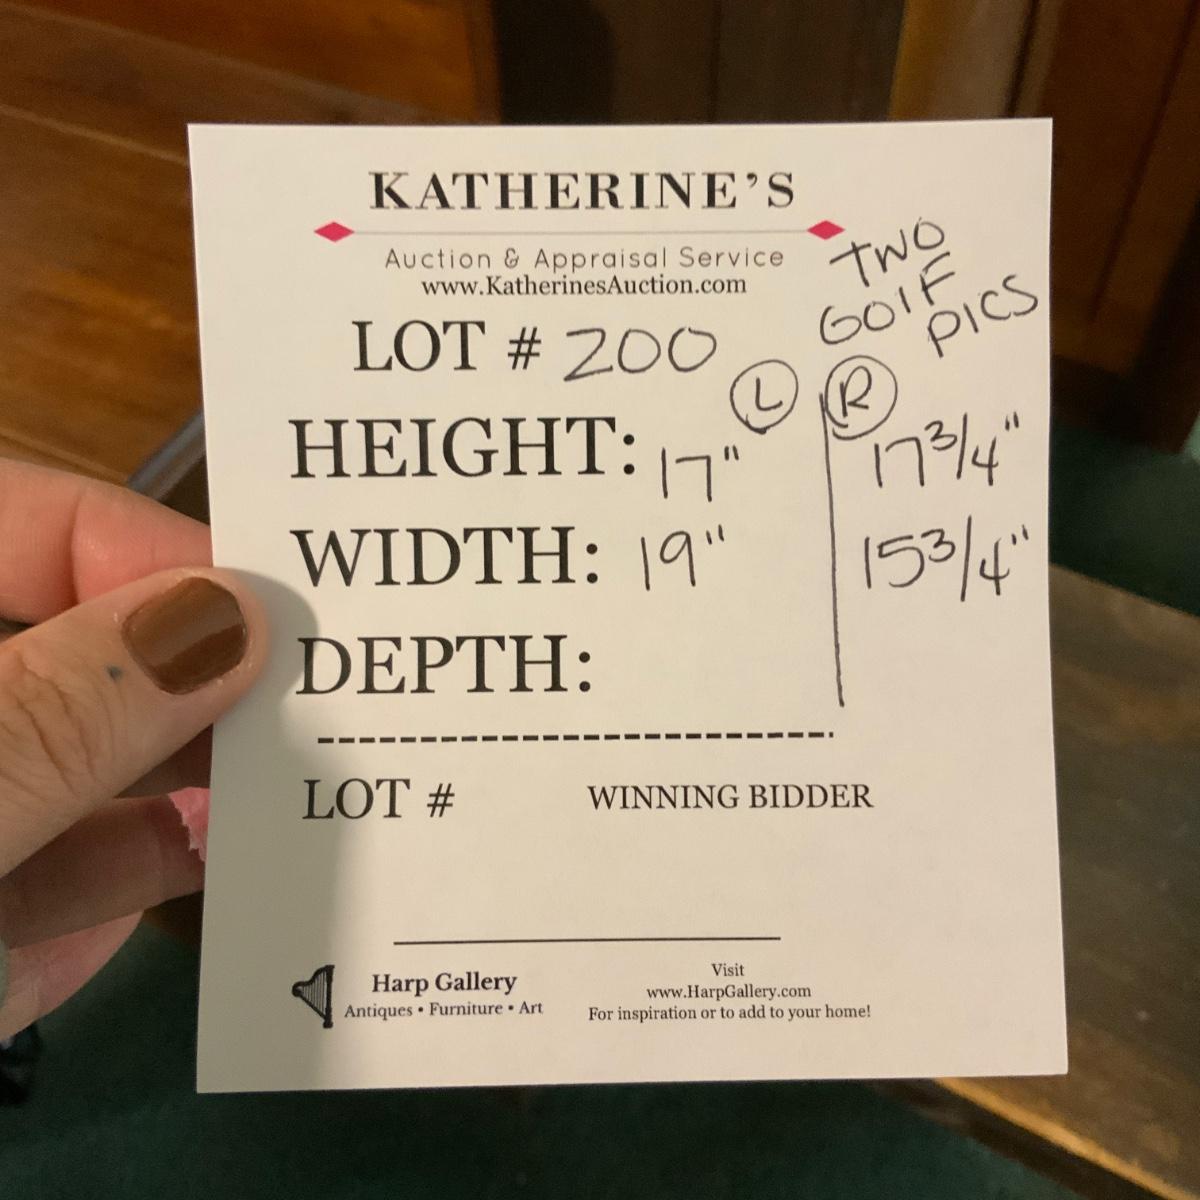 KATHERINE'S
Auction & Appraisal Service
www.KatherinesAuction.com
TWO
GOLF
PICS
LOT # 200
L R
HEIGHT: 17" 17 3/4"
WIDTH: 19" 15 3/4"
DEPTH:
LOT # WINNING BIDDER
Harp Gallery
Antiques • Furniture • Art
Visit
www.HarpGallery.com
For inspiration or to add to your home!